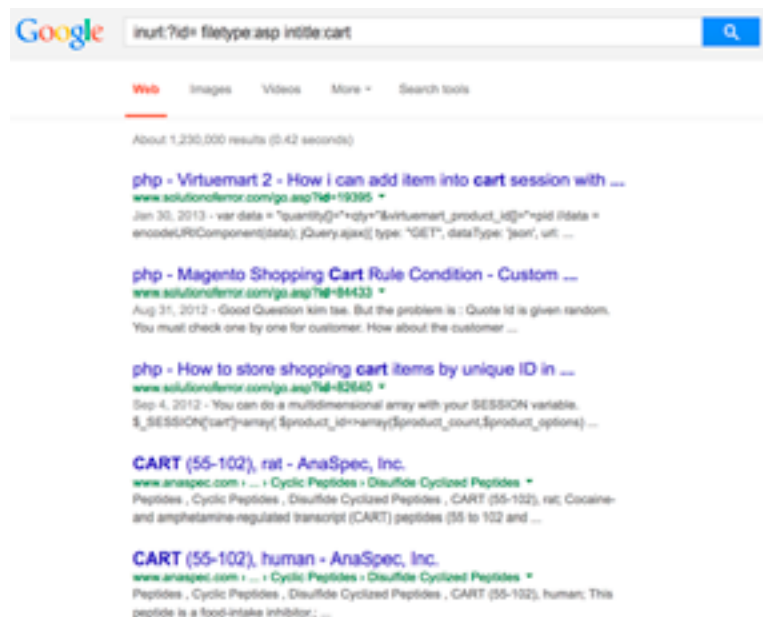 Google inurl:?id= filetype:asp intitle:cart
Web Images Videos More Search tools
About 1,230,000 results (0.42 seconds)
php - Virtuemart 2 - How i can add item into cart session with ...
www.solutionoferror.com/go.asp?id=19395
Jan 30, 2013 - var data = "quantity[]="+qty+"&virtuemart_product_id[]="+pid //data =
encodeURIComponent(data); jQuery.ajax({ type: "GET", dataType: 'json', url: ...
php - Magento Shopping Cart Rule Condition - Custom ...
www.solutionoferror.com/go.asp?id=84433
Aug 31, 2012 - Good Question kim tse. But the problem is : Quote Id is given random.
You must check one by one for customer. How about the customer ...
php - How to store shopping cart items by unique ID in ...
www.solutionoferror.com/go.asp?id=82640
Sep 4, 2012 - You can do a multidimensional array with your SESSION variable.
$_SESSION['cart']=array( $product_id=>array($product_count,$product_options) ...
CART (55-102), rat - AnaSpec, Inc.
www.anaspec.com › ... › Cyclic Peptides › Disulfide Cyclized Peptides
Peptides , Cyclic Peptides , Disulfide Cyclized Peptides , CART (55-102), rat; Cocaine-
and amphetamine-regulated transcript (CART) peptides (55 to 102 and ...
CART (55-102), human - AnaSpec, Inc.
www.anaspec.com › ... › Cyclic Peptides › Disulfide Cyclized Peptides
Peptides , Cyclic Peptides , Disulfide Cyclized Peptides , CART (55-102), human; This
peptide is a food-intake inhibitor.; ...